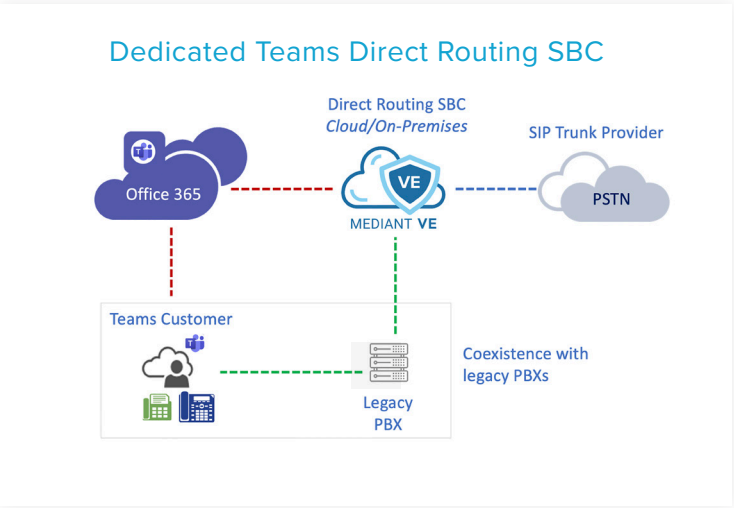 Dedicated Teams Direct Routing SBC
Direct Routing SBC
Cloud/On-Premises
SIP Trunk Provider
T
Office 365
VE
PSTN
MEDIANT VE
Teams Customer
T
Coexistence with
legacy PBXs
Legacy
PBX